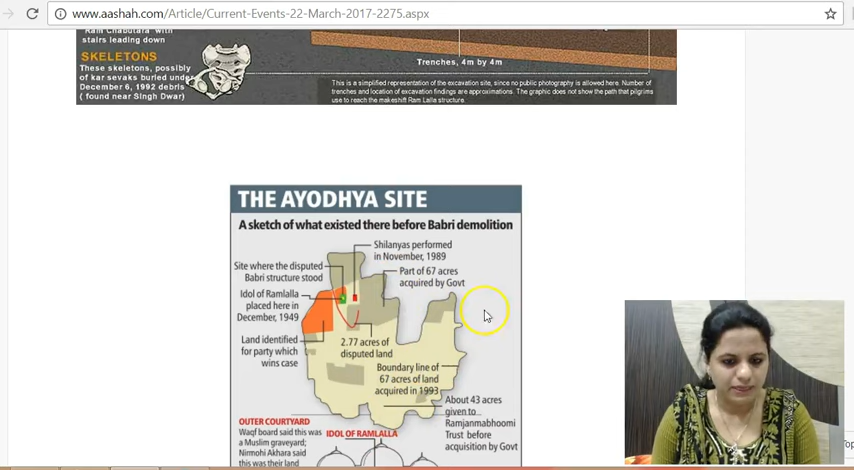 www.aashah.com/Article/Current-Events-22-March-2017-2275.aspx
Ram Chabutara with
stairs leading down
SKELETONS
These skeletons, possibly
of kar sevaks buried under
December 6, 1992 debris
( found near Singh Dwar)
Trenches, 4m by 4m
This is a simplified representation of the excavation site, since no public photography is allowed here. Number of
trenches and location of excavation findings are approximations. The graphic does not show the path that pilgrims
use to reach the makeshift Ram Lalla structure.
THE AYODHYA SITE
A sketch of what existed there before Babri demolition
Shilanyas performed
in November, 1989
Site where the disputed
Babri structure stood
Part of 67 acres
acquired by Govt
Idol of Ramlalla
placed here in
December, 1949
Land identified
for party which
wins case
2.77 acres of
disputed land
Boundary line of
67 acres of land
acquired in 1993
About 43 acres
given to
Ramjanmabhoomi
Trust before
acquisition by Govt
OUTER COURTYARD
Waqf board said this was
a Muslim graveyard;
Nirmohi Akhara said
this was their land
IDOL OF RAMLALLA
Top